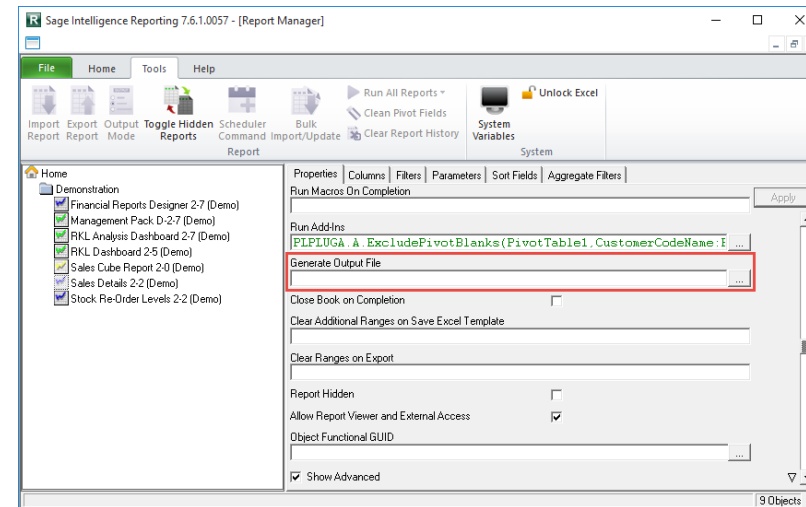 Sage Intelligence Reporting 7.6.1.0057 - [Report Manager]
File Home Tools Help
Import Report
Export Report
Output Mode
Toggle Hidden Reports
Scheduler Command
Bulk Import/Update
Run All Reports
Clean Pivot Fields
Clear Report History
Report
System Variables
Unlock Excel
System
Home
Demonstration
Financial Reports Designer 2-7 (Demo)
Management Pack D-2-7 (Demo)
RKL Analysis Dashboard 2-7 (Demo)
RKL Dashboard 2-5 (Demo)
Sales Cube Report 2-0 (Demo)
Sales Details 2-2 (Demo)
Stock Re-Order Levels 2-2 (Demo)
Properties Columns Filters Parameters Sort Fields Aggregate Filters
Run Macros On Completion
Apply
Run Add-Ins
PLPLUGA.A.ExcludePivotBlanks(PivotTable1,CustomerCodeName: ...
Generate Output File
...
Close Book on Completion
Clear Additional Ranges on Save Excel Template
Clear Ranges on Export
Report Hidden
Allow Report Viewer and External Access
Object Functional GUID
...
Show Advanced
9 Objects